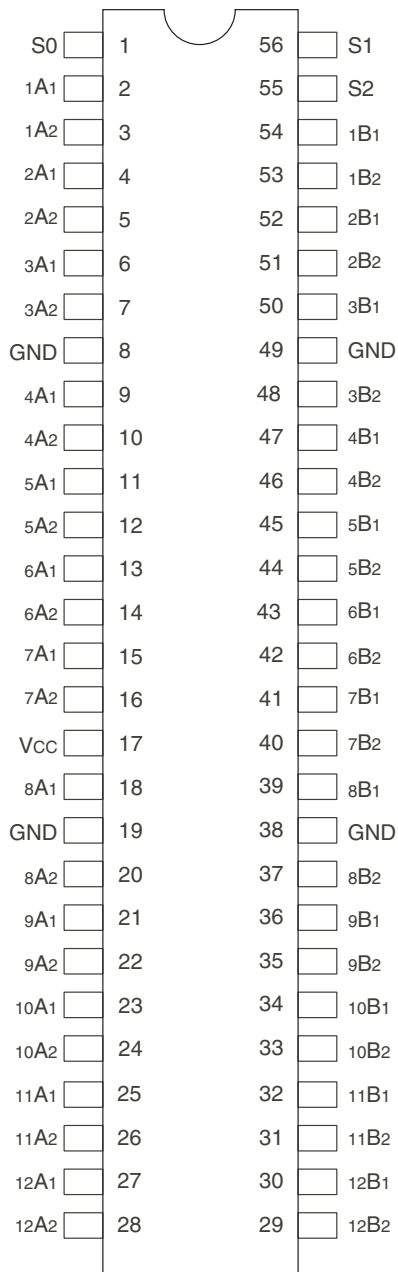 S0 1 56 S1
1A1 2 55 S2
1A2 3 54 1B1
2A1 4 53 1B2
2A2 5 52 2B1
3A1 6 51 2B2
3A2 7 50 3B1
GND 8 49 GND
4A1 9 48 3B2
4A2 10 47 4B1
5A1 11 46 4B2
5A2 12 45 5B1
6A1 13 44 5B2
6A2 14 43 6B1
7A1 15 42 6B2
7A2 16 41 7B1
VCC 17 40 7B2
8A1 18 39 8B1
GND 19 38 GND
8A2 20 37 8B2
9A1 21 36 9B1
9A2 22 35 9B2
10A1 23 34 10B1
10A2 24 33 10B2
11A1 25 32 11B1
11A2 26 31 11B2
12A1 27 30 12B1
12A2 28 29 12B2